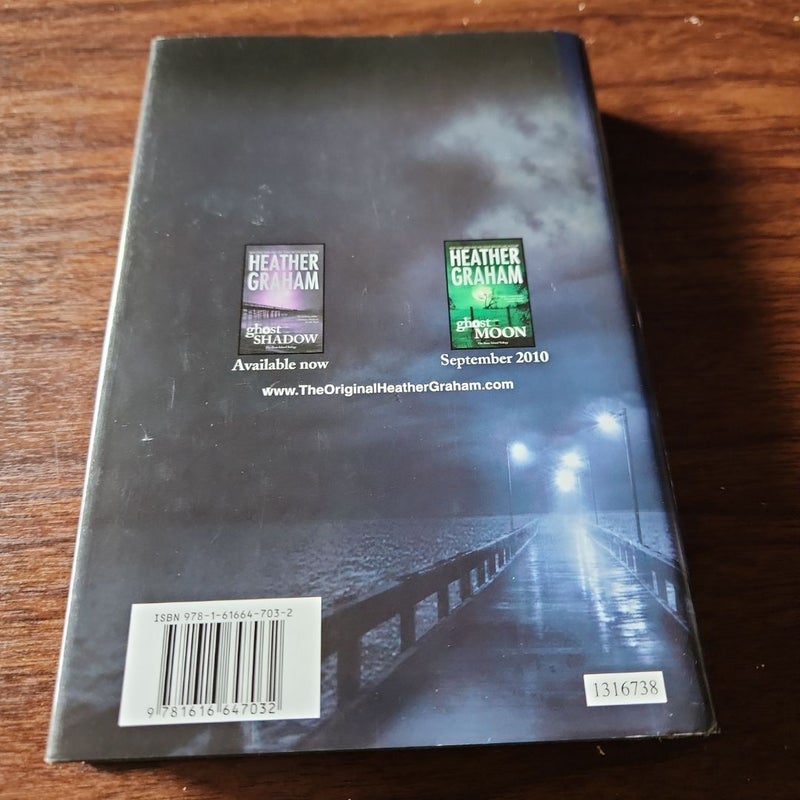 HEATHER
GRAHAM
ghost
SHADOW
Available now
HEATHER
GRAHAM
ghost
MOON
September 2010
www.TheOriginalHeatherGraham.com
ISBN 978-1-61664-703-2
9 781616 647032
1316738